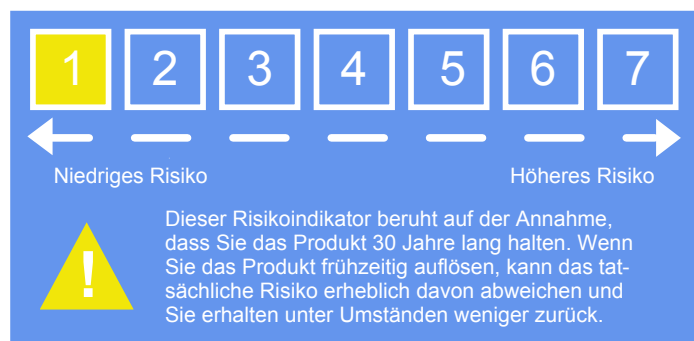 1 2 3 4 5 6 7
Niedriges Risiko Höheres Risiko
!
Dieser Risikoindikator beruht auf der Annahme,
dass Sie das Produkt 30 Jahre lang halten. Wenn
Sie das Produkt frühzeitig auflösen, kann das tat-
sächliche Risiko erheblich davon abweichen und
Sie erhalten unter Umständen weniger zurück.